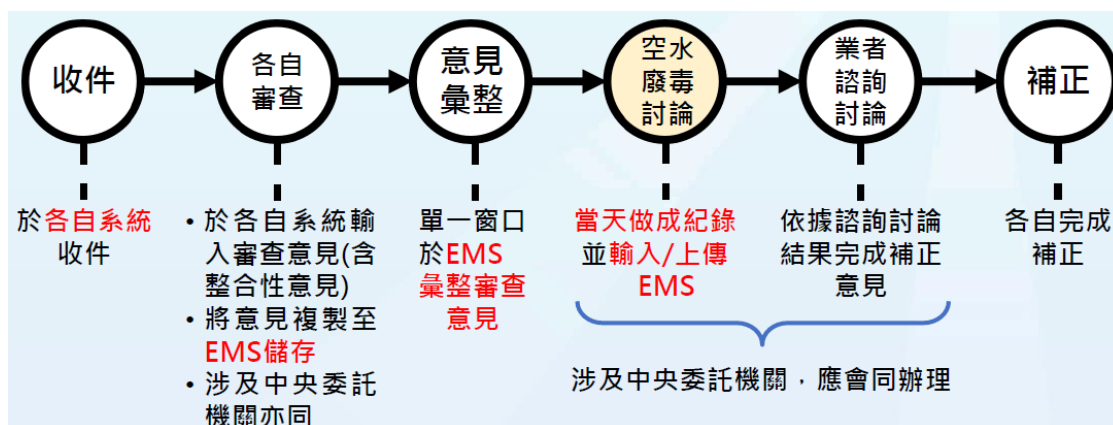 收件
各自
審查
意見
彙整
空水
廢毒
討論
業者
諮詢
討論
補正
於各自系統
收件
• 於各自系統輸
入審查意見(含
整合性意見)
• 將意見複製至
EMS儲存
• 涉及中央委託
機關亦同
單一窗口
於EMS
彙整審查
意見
當天做成紀錄
並輸入/上傳
EMS
依據諮詢討論
結果完成補正
意見
各自完成
補正
涉及中央委託機關，應會同辦理